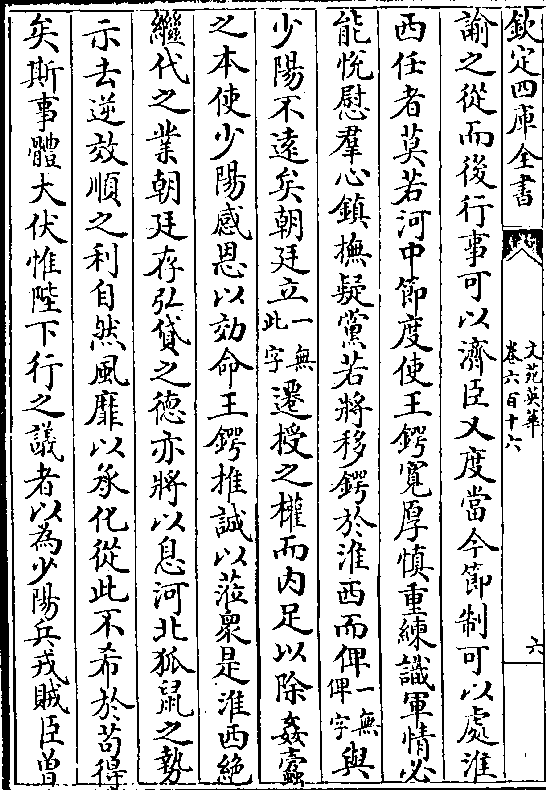 欽定四庫全書
文苑英華
卷六百十六
六
諭之從而後行事可以濟臣又度當今節制可以處淮
西任者莫若河中節度使王鍔寛厚慎重練識軍情必
能悅慰羣心鎮撫疑黨若將移鍔於淮西而俾一無俾字與
少陽不遠矣朝廷立一無此字遷授之權而内足以除姦蠧
之本使少陽感恩以効命王鍔推誠以蒞衆是淮西絶
繼代之業朝廷存弘貸之德亦將以息河北狐鼠之勢
示去逆效順之利自然風靡以承化從此不希於苟得
矣斯事體大伏惟陛下行之議者以為少陽兵戎賊臣曽